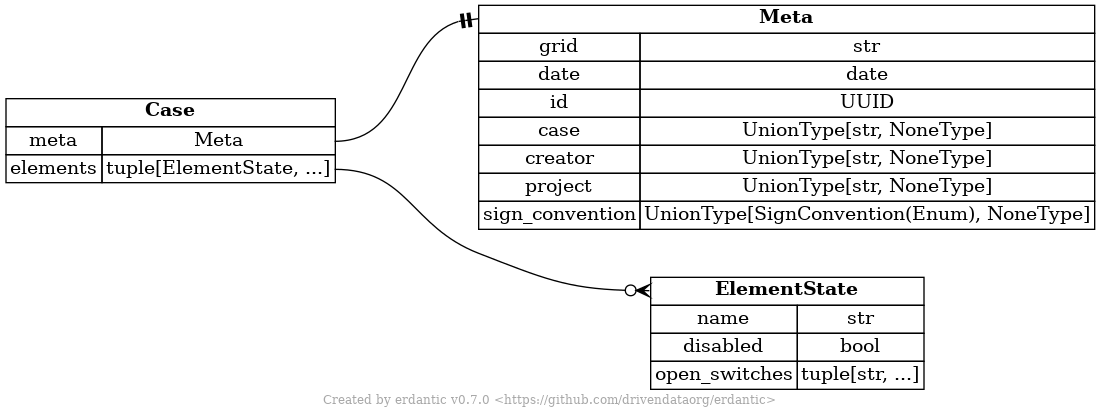 Case
meta Meta
elements tuple[ElementState, ...]
Meta
grid str
date date
id UUID
case UnionType[str, NoneType]
creator UnionType[str, NoneType]
project UnionType[str, NoneType]
sign_convention UnionType[SignConvention(Enum), NoneType]
ElementState
name str
disabled bool
open_switches tuple[str, ...]
Created by erdantic v0.7.0 <https://github.com/drivendataorg/erdantic>